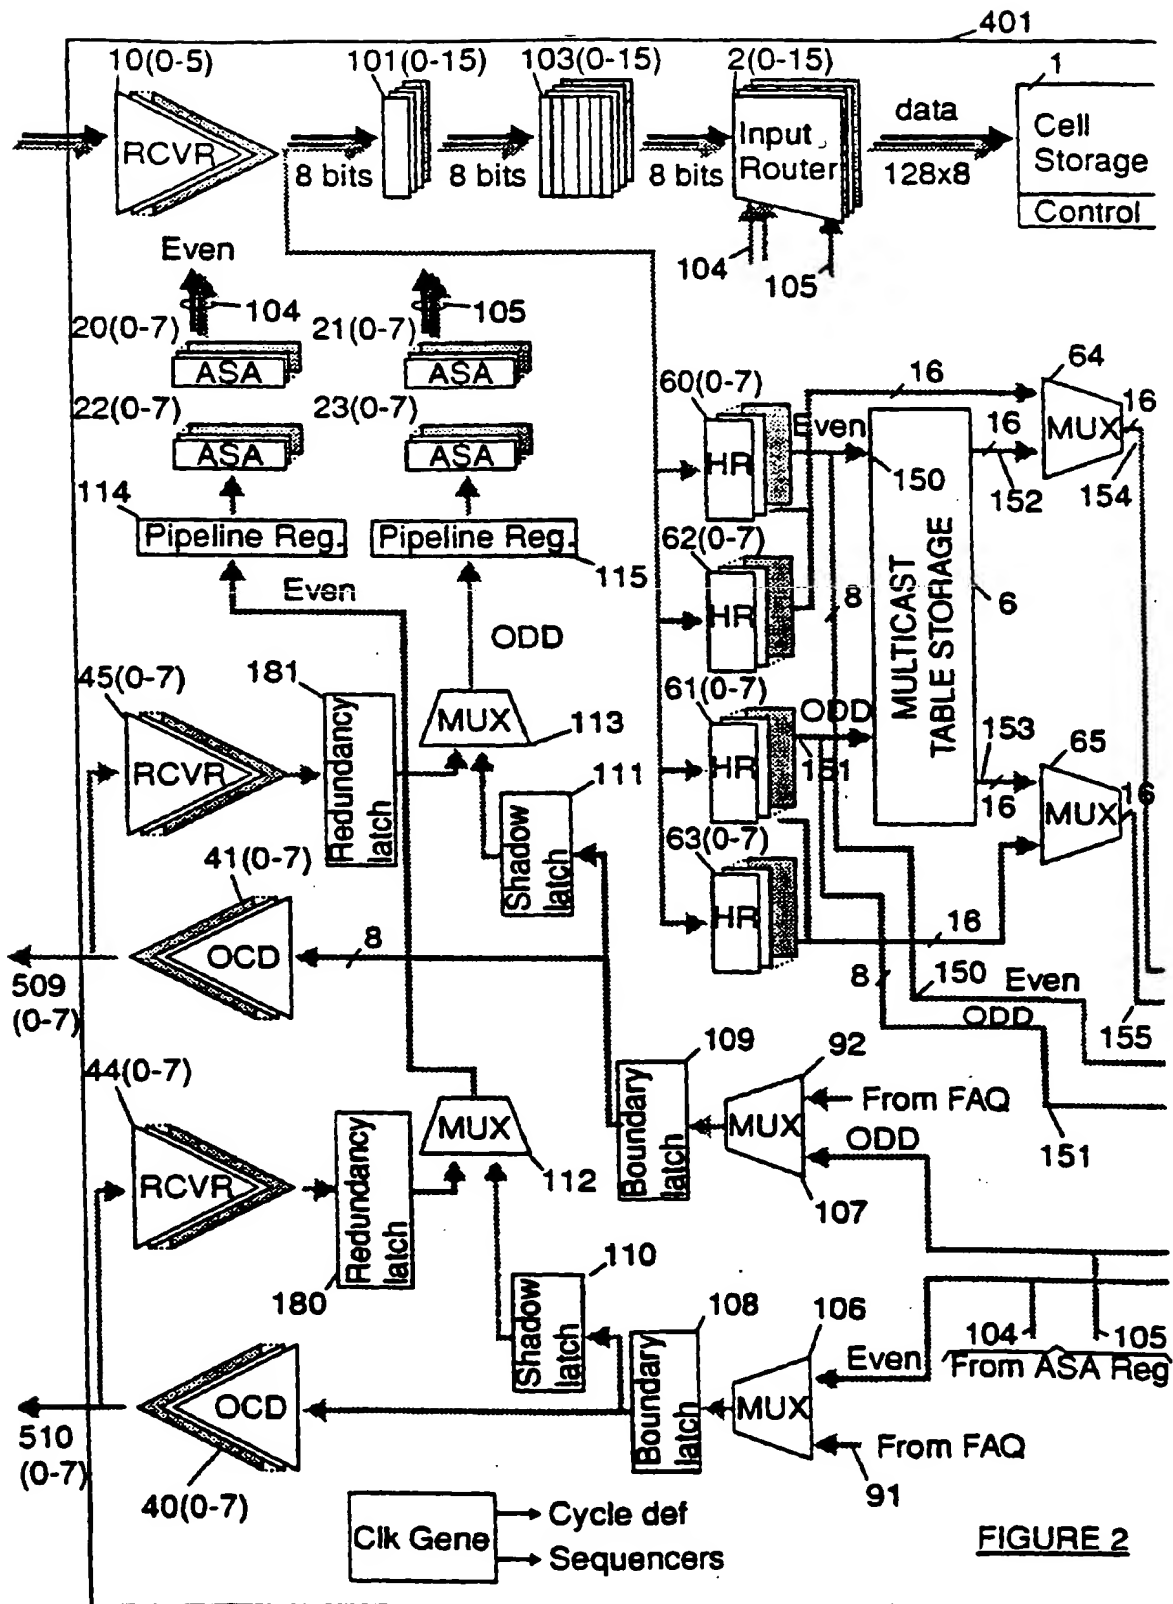 401
10(0-5) 101(0-15) 103(0-15) 2(0-15) 1
RCVR
8 bits
8 bits
8 bits
Input
Router
data
128x8
Cell
Storage
Control
104
105
Even
104
105
20(0-7)
ASA
21(0-7)
ASA
22(0-7)
ASA
23(0-7)
ASA
114
Pipeline Reg.
Pipeline Reg.
115
Even
ODD
60(0-7)
HR
Even
16
64
MUX
16
154
16
152
150
62(0-7)
HR
8
MULTICAST
TABLE STORAGE
6
61(0-7)
HR
ODD
151
153
16
65
MUX
16
63(0-7)
HR
16
8
150
Even
ODD
155
151
45(0-7)
RCVR
181
Redundancy
latch
MUX
113
111
Shadow
latch
41(0-7)
OCD
8
509
(0-7)
44(0-7)
RCVR
Redundancy
latch
180
MUX
112
109
Boundary
latch
92
MUX
From FAQ
ODD
107
110
Shadow
latch
108
Boundary
latch
106
MUX
Even
From FAQ
91
104
105
From ASA Reg
OCD
510
(0-7)
40(0-7)
Clk Gene
Cycle def
Sequencers
FIGURE 2